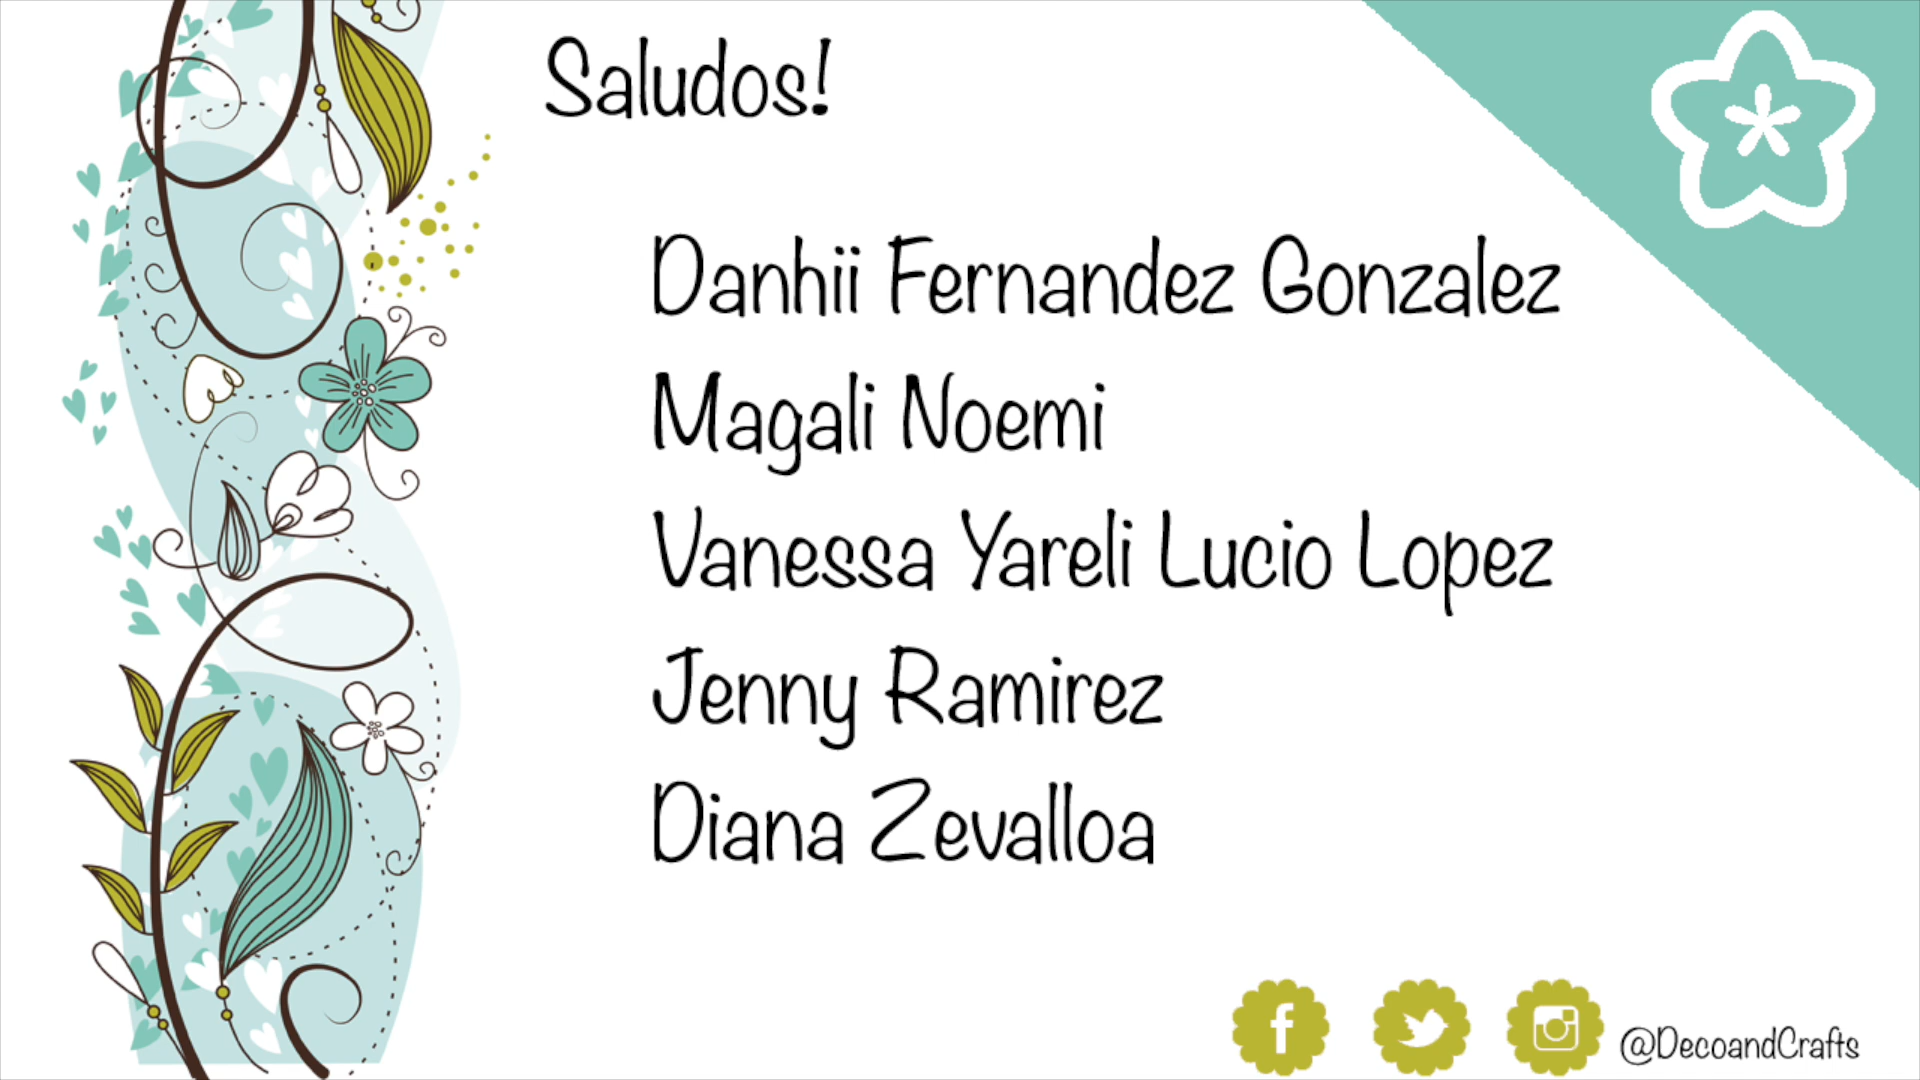 Saludos!
Danhii Fernandez Gonzalez
Magali Noemi
Vanessa Yareli Lucio Lopez
Jenny Ramirez
Diana Zevalloa
@DecoandCrafts